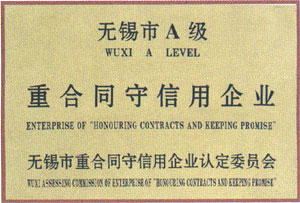 无锡市 A 级
WUXI A LEVEL
重合同守信用企业
ENTERPRISE OF "HONOURING CONTRACTS AND KEEPING PROMISE"
无锡市重合同守信用企业认定委员会
WUXI ASSESSING COMMISSION OF ENTERPRISE OF "HONOURING CONTRACTS AND KEEPING PROMISE"